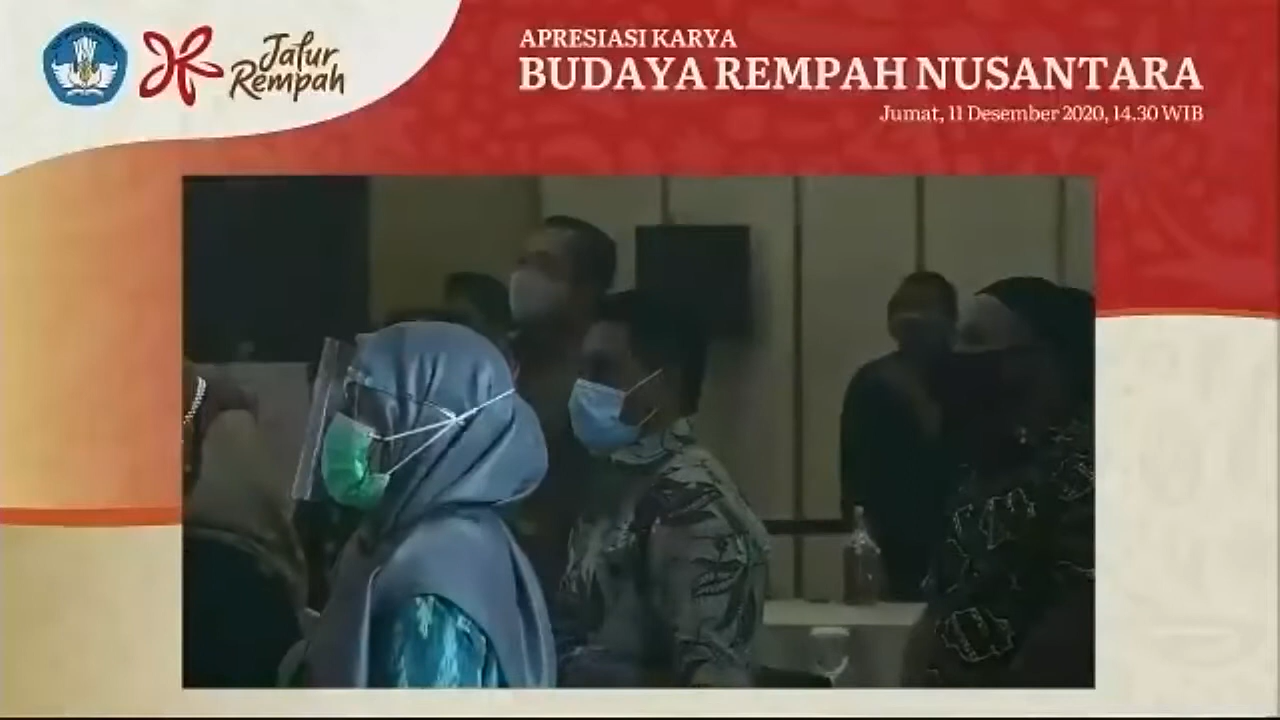 Jalur
Rempah
APRESIASI KARYA
BUDAYA REMPAH NUSANTARA
Jumat, 11 Desember 2020, 14.30 WIB